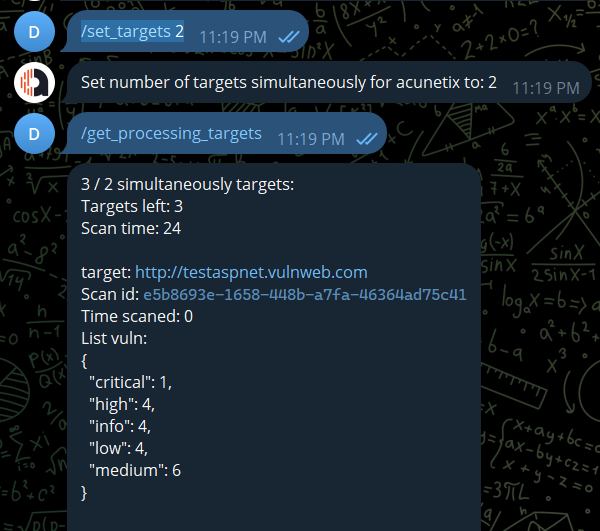 D
/set_targets 2
11:19 PM
Set number of targets simultaneously for acunetix to: 2
11:19 PM
D
/get_processing_targets
11:19 PM
3 / 2 simultaneously targets:
Targets left: 3
Scan time: 24
target: http://testaspnet.vulnweb.com
Scan id: e5b8693e-1658-448b-a7fa-46364ad75c41
Time scaned: 0
List vuln:
{
"critical": 1,
"high": 4,
"info": 4,
"low": 4,
"medium": 6
}